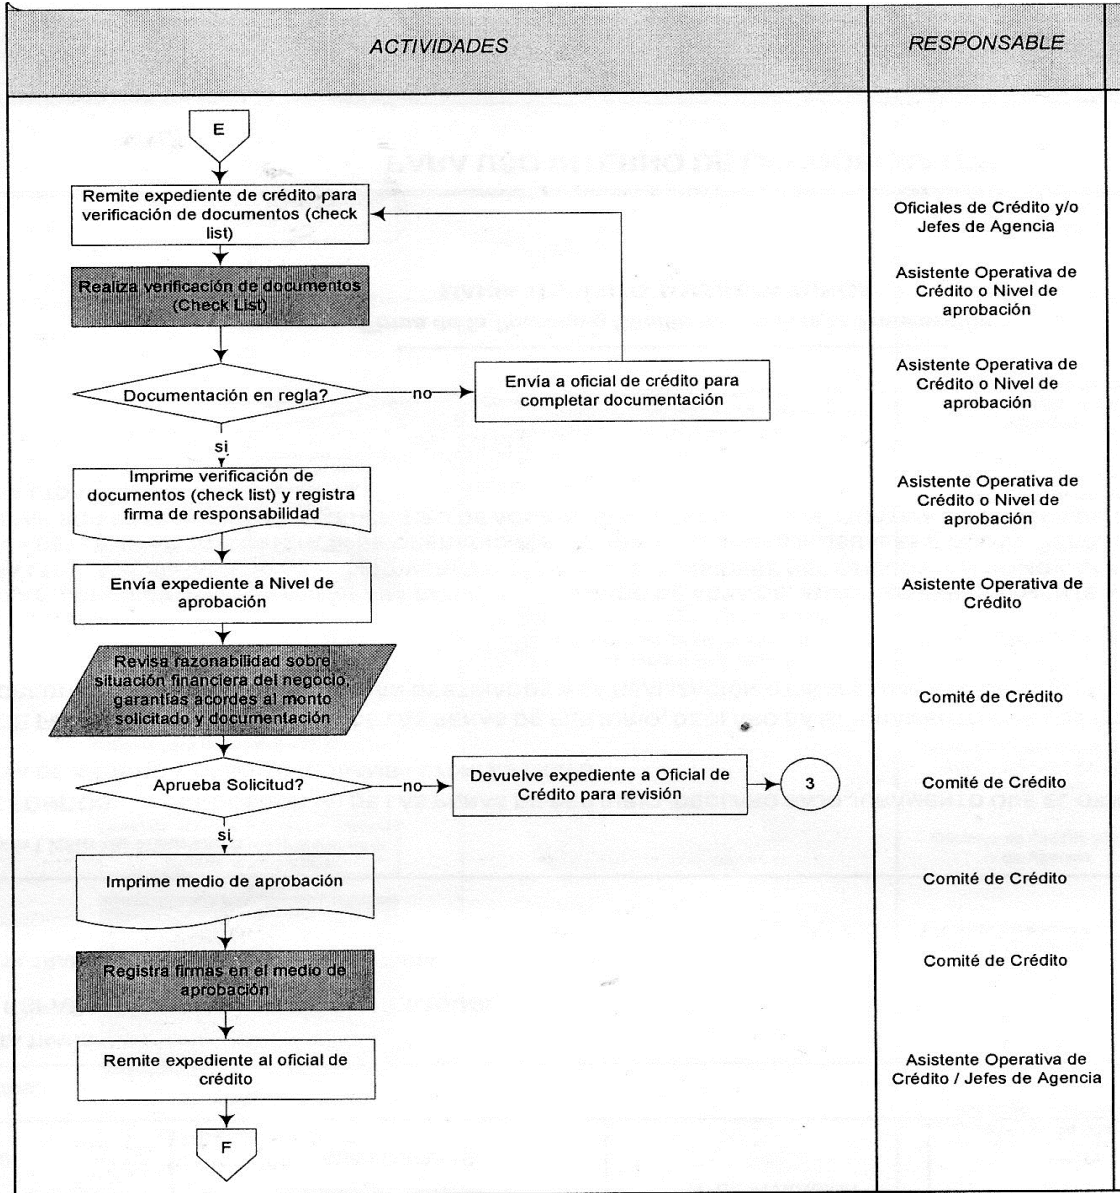 ACTIVIDADES
RESPONSABLE
E
Remite expediente de crédito para
verificación de documentos (check
list)
Oficiales de Crédito y/o
Jefes de Agencia
Realiza verificación de documentos
(Check List)
Asistente Operativa de
Crédito o Nivel de
aprobación
Documentación en regla?
no
Envía a oficial de crédito para
completar documentación
Asistente Operativa de
Crédito o Nivel de
aprobación
si
Imprime verificación de
documentos (check list) y registra
firma de responsabilidad
Asistente Operativa de
Crédito o Nivel de
aprobación
Envía expediente a Nivel de
aprobación
Asistente Operativa de
Crédito
Revisa razonabilidad sobre
situación financiera del negocio,
garantías acordes al monto
solicitado y documentación
Comité de Crédito
Aprueba Solicitud?
no
Devuelve expediente a Oficial de
Crédito para revisión
3
Comité de Crédito
si
Imprime medio de aprobación
Comité de Crédito
Registra firmas en el medio de
aprobación
Comité de Crédito
Remite expediente al oficial de
crédito
Asistente Operativa de
Crédito / Jefes de Agencia
F